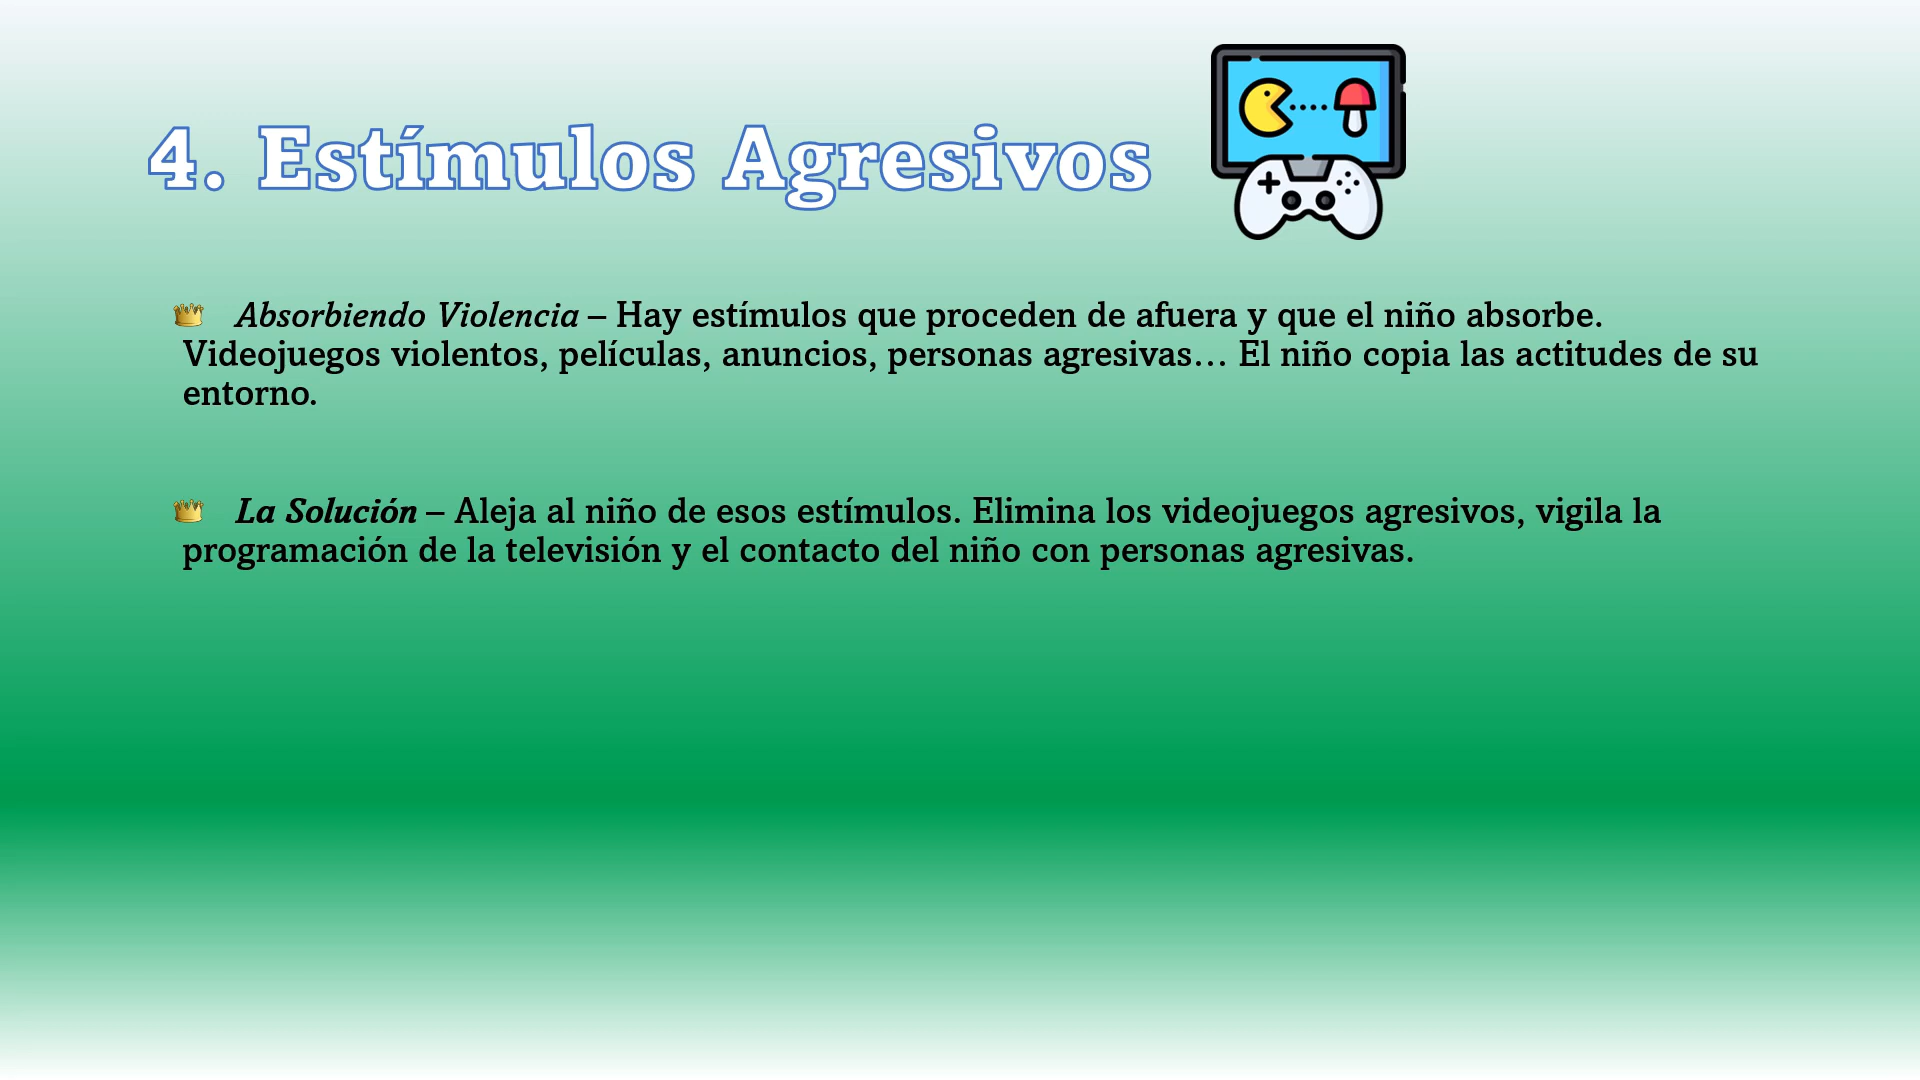 4. Estímulos Agresivos
Absorbiendo Violencia – Hay estímulos que proceden de afuera y que el niño absorbe.
Videojuegos violentos, películas, anuncios, personas agresivas… El niño copia las actitudes de su
entorno.
La Solución – Aleja al niño de esos estímulos. Elimina los videojuegos agresivos, vigila la
programación de la televisión y el contacto del niño con personas agresivas.